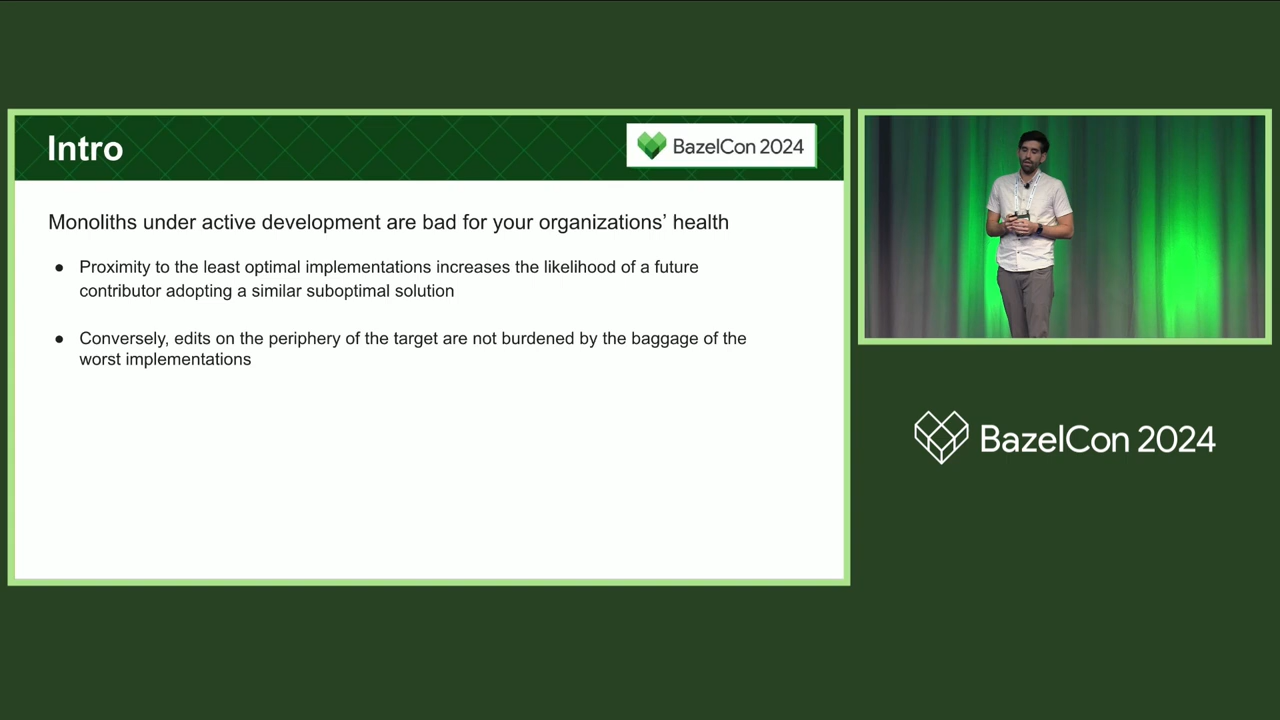 Intro
BazelCon 2024
Monoliths under active development are bad for your organizations’ health
● Proximity to the least optimal implementations increases the likelihood of a future
contributor adopting a similar suboptimal solution
● Conversely, edits on the periphery of the target are not burdened by the baggage of the
worst implementations
BazelCon 2024